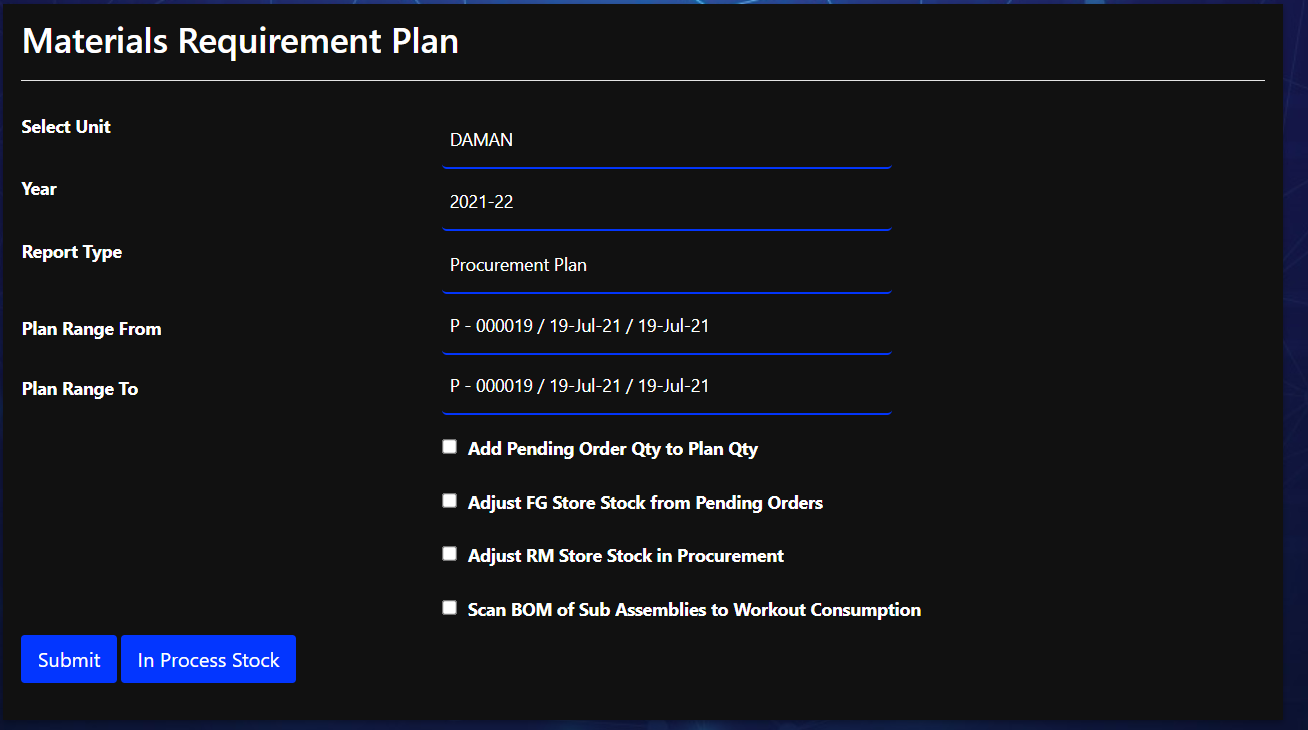 Materials Requirement Plan
Select Unit
DAMAN
Year
2021-22
Report Type
Procurement Plan
Plan Range From
P - 000019 / 19-Jul-21 / 19-Jul-21
Plan Range To
P - 000019 / 19-Jul-21 / 19-Jul-21
Add Pending Order Qty to Plan Qty
Adjust FG Store Stock from Pending Orders
Adjust RM Store Stock in Procurement
Scan BOM of Sub Assemblies to Workout Consumption
Submit
In Process Stock